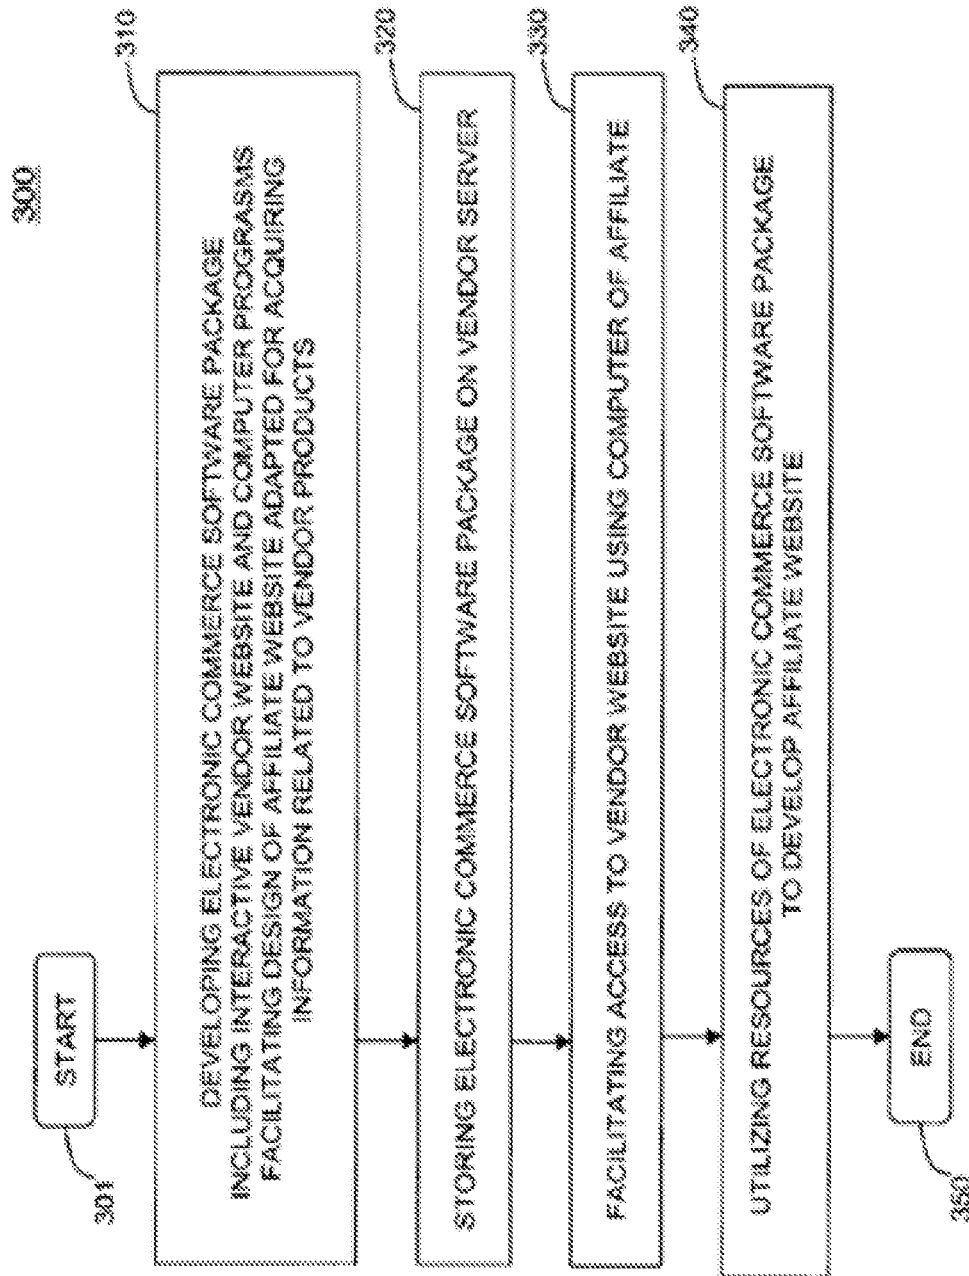 300
START
301
310
DEVELOPING ELECTRONIC COMMERCE SOFTWARE PACKAGE
INCLUDING INTERACTIVE VENDOR WEBSITE AND COMPUTER PROGRASMS
FACILITATING DESIGN OF AFFILIATE WEBSITE ADAPTED FOR ACQUIRING
INFORMATION RELATED TO VENDOR PRODUCTS
320
STORING ELECTRONIC COMMERCE SOFTWARE PACKAGE ON VENDOR SERVER
330
FACILITATING ACCESS TO VENDOR WEBSITE USING COMPUTER OF AFFILIATE
340
UTILIZING RESOURCES OF ELECTRONIC COMMERCE SOFTWARE PACKAGE
TO DEVELOP AFFILIATE WEBSITE
END
350